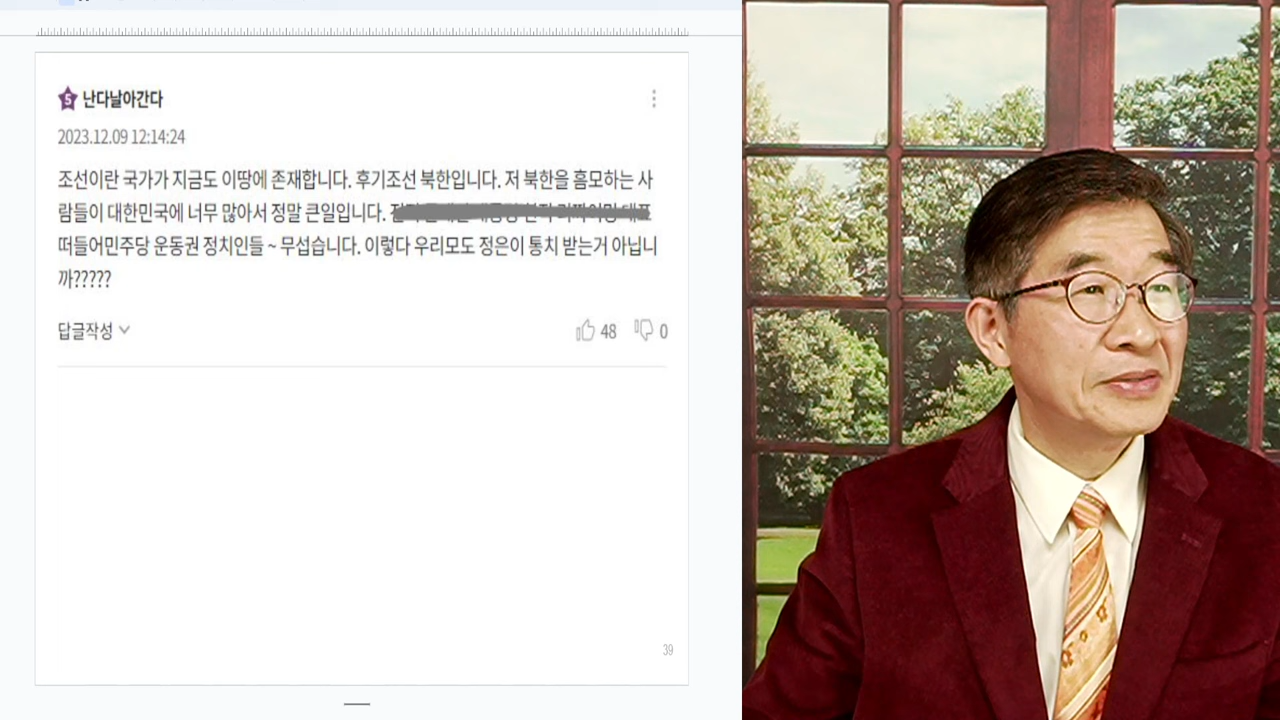 난다날아간다
2023.12.09 12:14:24
조선이란 국가가 지금도 이땅에 존재합니다. 후기조선 북한입니다. 저 북한을 흠모하는 사
람들이 대한민국에 너무 많아서 정말 큰일입니다.
떠들어민주당 운동권 정치인들 ~ 무섭습니다. 이렇다 우리모도 정은이 통치 받는거 아닙니
까?????
답글작성
48
0
39